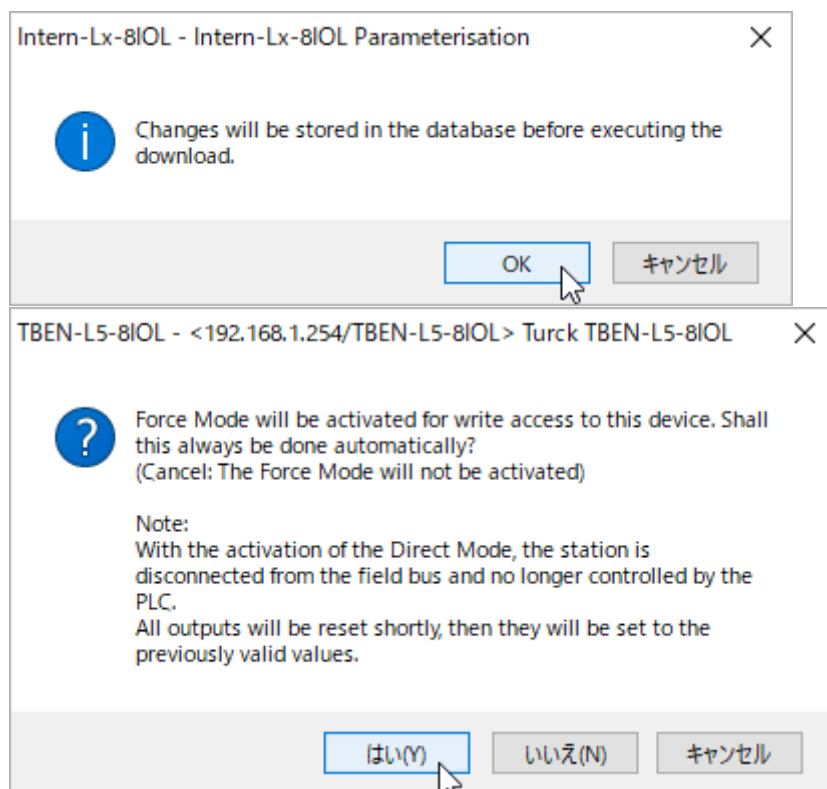 Intern-Lx-8IOL - Intern-Lx-8IOL Parameterisation
Changes will be stored in the database before executing the
download.
OK
キャンセル
TBEN-L5-8IOL - <192.168.1.254/TBEN-L5-8IOL> Turck TBEN-L5-8IOL
Force Mode will be activated for write access to this device. Shall
this always be done automatically?
(Cancel: The Force Mode will not be activated)
Note:
With the activation of the Direct Mode, the station is
disconnected from the field bus and no longer controlled by the
PLC.
All outputs will be reset shortly, then they will be set to the
previously valid values.
はい(Y)
いいえ(N)
キャンセル